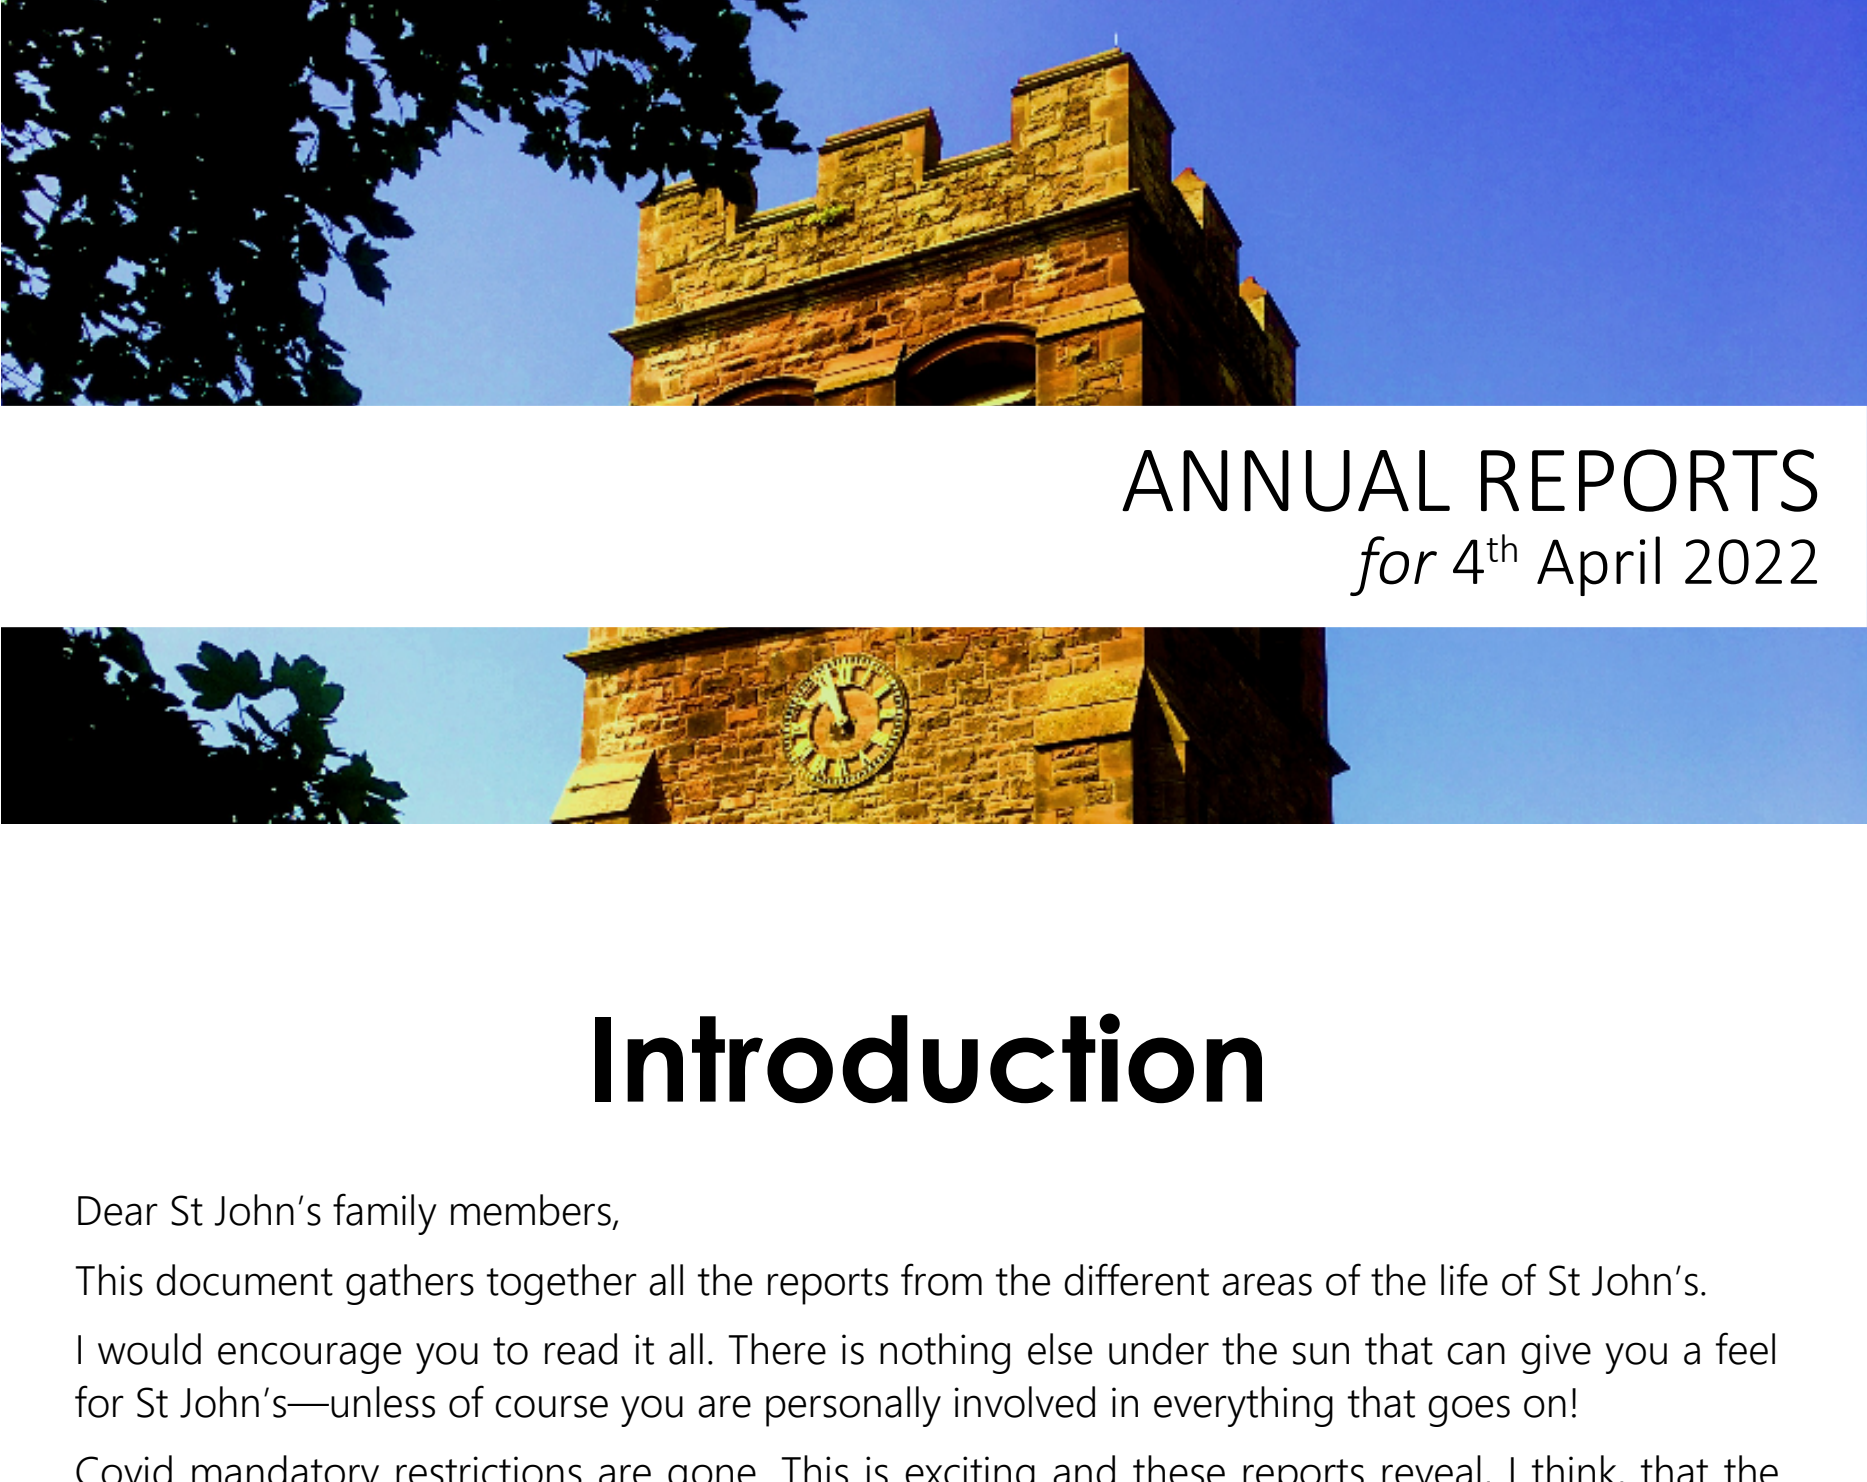 ANNUAL REPORTS
for 4th April 2022
Introduction
Dear St John’s family members,
This document gathers together all the reports from the different areas of the life of St John’s.
I would encourage you to read it all. There is nothing else under the sun that can give you a feel
for St John’s—unless of course you are personally involved in everything that goes on!
Covid mandatory restrictions are gone. This is exciting and these reports reveal, I think, that the